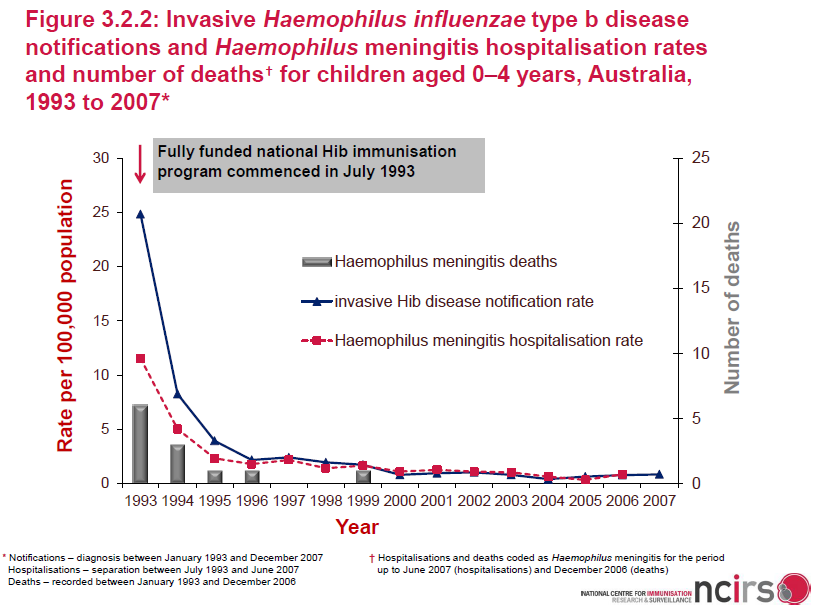 Figure 3.2.2: Invasive Haemophilus influenzae type b disease
notifications and Haemophilus meningitis hospitalisation rates
and number of deaths† for children aged 0–4 years, Australia,
1993 to 2007*
Fully funded national Hib immunisation
program commenced in July 1993
30
25
20
15
10
5
0
Rate per 100,000 population
Haemophilus meningitis deaths
invasive Hib disease notification rate
Haemophilus meningitis hospitalisation rate
25
20
15
10
5
0
Number of deaths
1993 1994 1995 1996 1997 1998 1999 2000 2001 2002 2003 2004 2005 2006 2007
Year
* Notifications – diagnosis between January 1993 and December 2007
Hospitalisations – separation between July 1993 and June 2007
Deaths – recorded between January 1993 and December 2006
† Hospitalisations and deaths coded as Haemophilus meningitis for the period
up to June 2007 (hospitalisations) and December 2006 (deaths)
NATIONAL CENTRE FOR IMMUNISATION
RESEARCH & SURVEILLANCE
ncirs